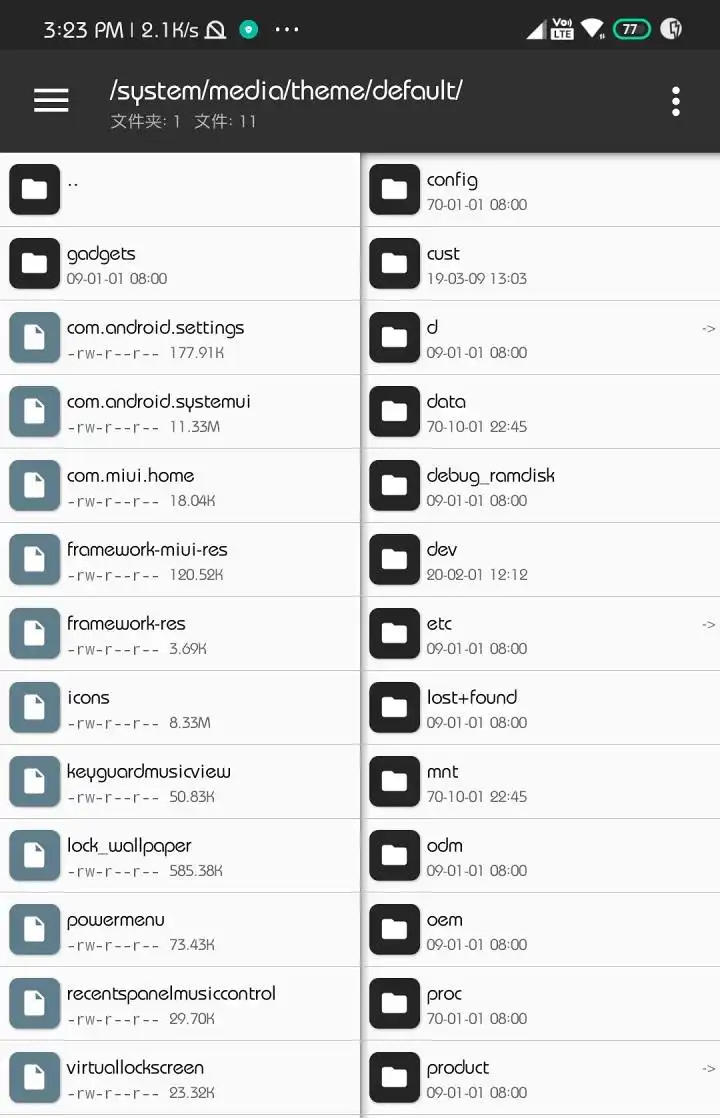 3:23 PM | 2.1K/s ···
Vo) LTE 77
/system/media/theme/default/
文件夹: 1 文件: 11
..
gadgets
09-01-01 08:00
com.android.settings
-rw-r--r-- 177.91K
com.android.systemui
-rw-r--r-- 11.33M
com.miui.home
-rw-r--r-- 18.04K
framework-miui-res
-rw-r--r-- 120.52K
framework-res
-rw-r--r-- 3.69K
icons
-rw-r--r-- 8.33M
keyguardmusicview
-rw-r--r-- 50.83K
lock_wallpaper
-rw-r--r-- 585.38K
powermenu
-rw-r--r-- 73.43K
recentspanelmusiccontrol
-rw-r--r-- 29.70K
virtuallockscreen
-rw-r--r-- 23.32K
config
70-01-01 08:00
cust
19-03-09 13:03
d ->
09-01-01 08:00
data
70-10-01 22:45
debug_ramdisk
09-01-01 08:00
dev
20-02-01 12:12
etc ->
09-01-01 08:00
lost+found
09-01-01 08:00
mnt
70-10-01 22:45
odm
09-01-01 08:00
oem
09-01-01 08:00
proc
70-01-01 08:00
product ->
09-01-01 08:00